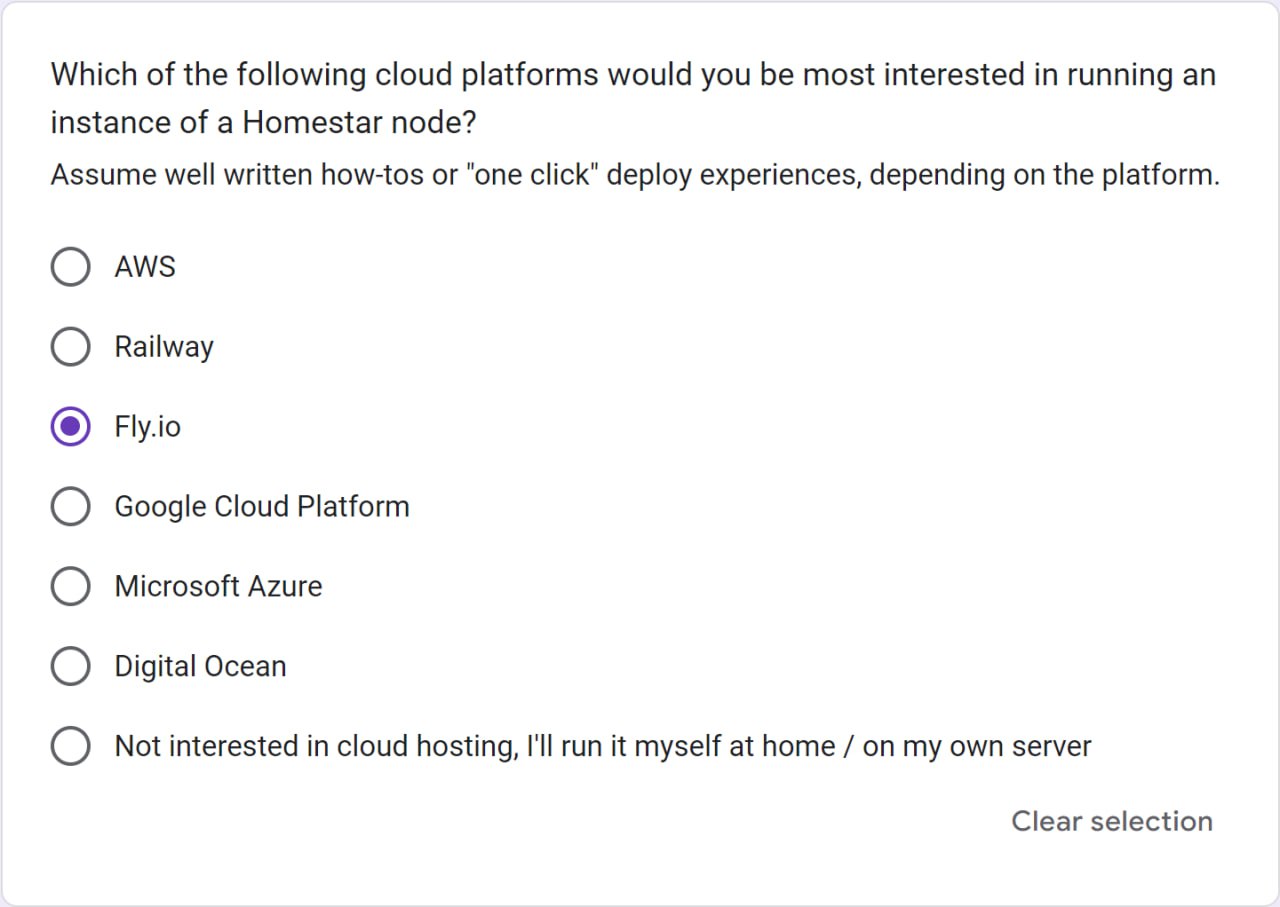 Which of the following cloud platforms would you be most interested in running an
instance of a Homestar node?
Assume well written how-tos or "one click" deploy experiences, depending on the platform.
AWS
Railway
Fly.io
Google Cloud Platform
Microsoft Azure
Digital Ocean
Not interested in cloud hosting, I'll run it myself at home / on my own server
Clear selection